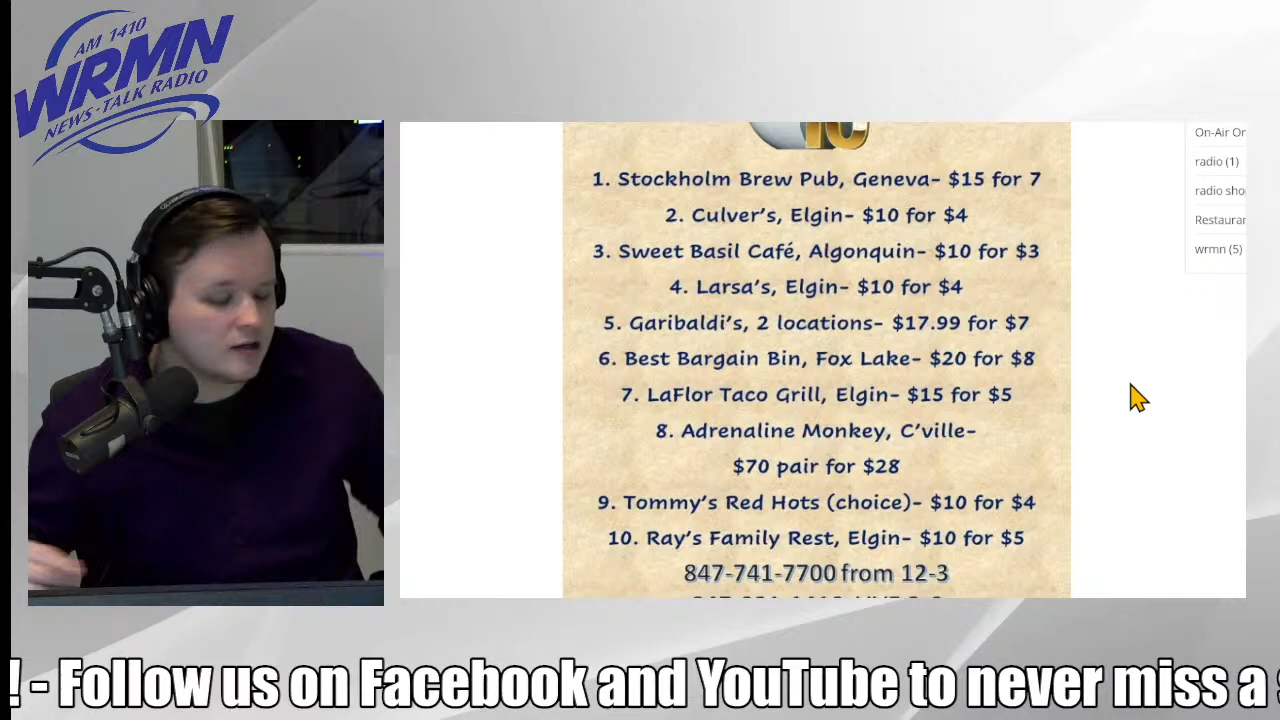 AM 1410
WRMN
NEWS·TALK RADIO
10
1. Stockholm Brew Pub, Geneva- $15 for 7
2. Culver's, Elgin- $10 for $4
3. Sweet Basil Café, Algonquin- $10 for $3
4. Larsa's, Elgin- $10 for $4
5. Garibaldi's, 2 locations- $17.99 for $7
6. Best Bargain Bin, Fox Lake- $20 for $8
7. LaFlor Taco Grill, Elgin- $15 for $5
8. Adrenaline Monkey, C'ville-
$70 pair for $28
9. Tommy's Red Hots (choice)- $10 for $4
10. Ray's Family Rest, Elgin- $10 for $5
847-741-7700 from 12-3
On-Air Or
radio (1)
radio sho
Restaurar
wrmn (5)
! - Follow us on Facebook and YouTube to never miss a